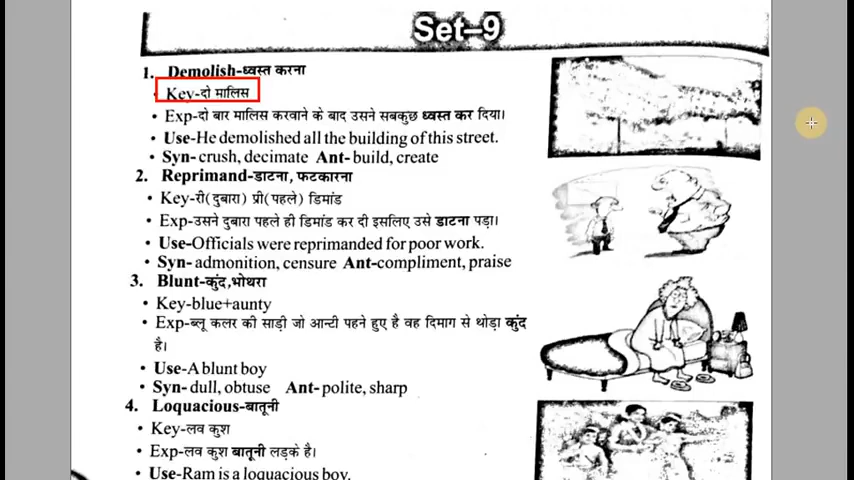 Set-9
1. Demolish-ध्वस्त करना
Key-दो मालिस
• Exp-दो बार मालिस करवाने के बाद उसने सबकुछ ध्वस्त कर दिया।
• Use-He demolished all the building of this street.
• Syn- crush, decimate Ant- build, create
2. Reprimand-डाटना, फटकारना
• Key-री(दुबारा) प्री(पहले) डिमांड
• Exp-उसने दुबारा पहले ही डिमांड कर दी इसलिए उसे डाटना पड़ा।
• Use-Officials were reprimanded for poor work.
• Syn- admonition, censure Ant-compliment, praise
3. Blunt-कुंद,भोथरा
• Key-blue+aunty
• Exp-ब्लू कलर की साड़ी जो आन्टी पहने हुए है वह दिमाग से थोड़ा कुंद
है।
• Use-A blunt boy
• Syn- dull, obtuse Ant- polite, sharp
4. Loquacious-बातूनी
• Key-लव कुश
• Exp-लव कुश बातूनी लड़के है।
• Use-Ram is a loquacious boy.